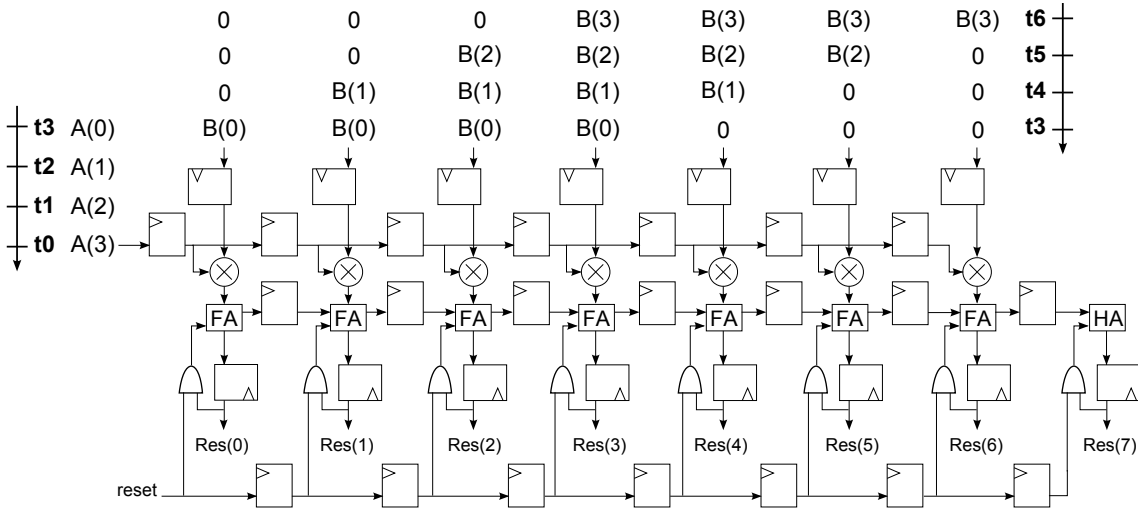 0 0 0 B(3) B(3) B(3) B(3) t6
0 0 B(2) B(2) B(2) B(2) 0 t5
0 B(1) B(1) B(1) B(1) 0 0 t4
t3 A(0) B(0) B(0) B(0) B(0) 0 0 0 t3
t2 A(1)
t1 A(2)
t0 A(3)
FA FA FA FA FA FA FA HA
Res(0) Res(1) Res(2) Res(3) Res(4) Res(5) Res(6) Res(7)
reset